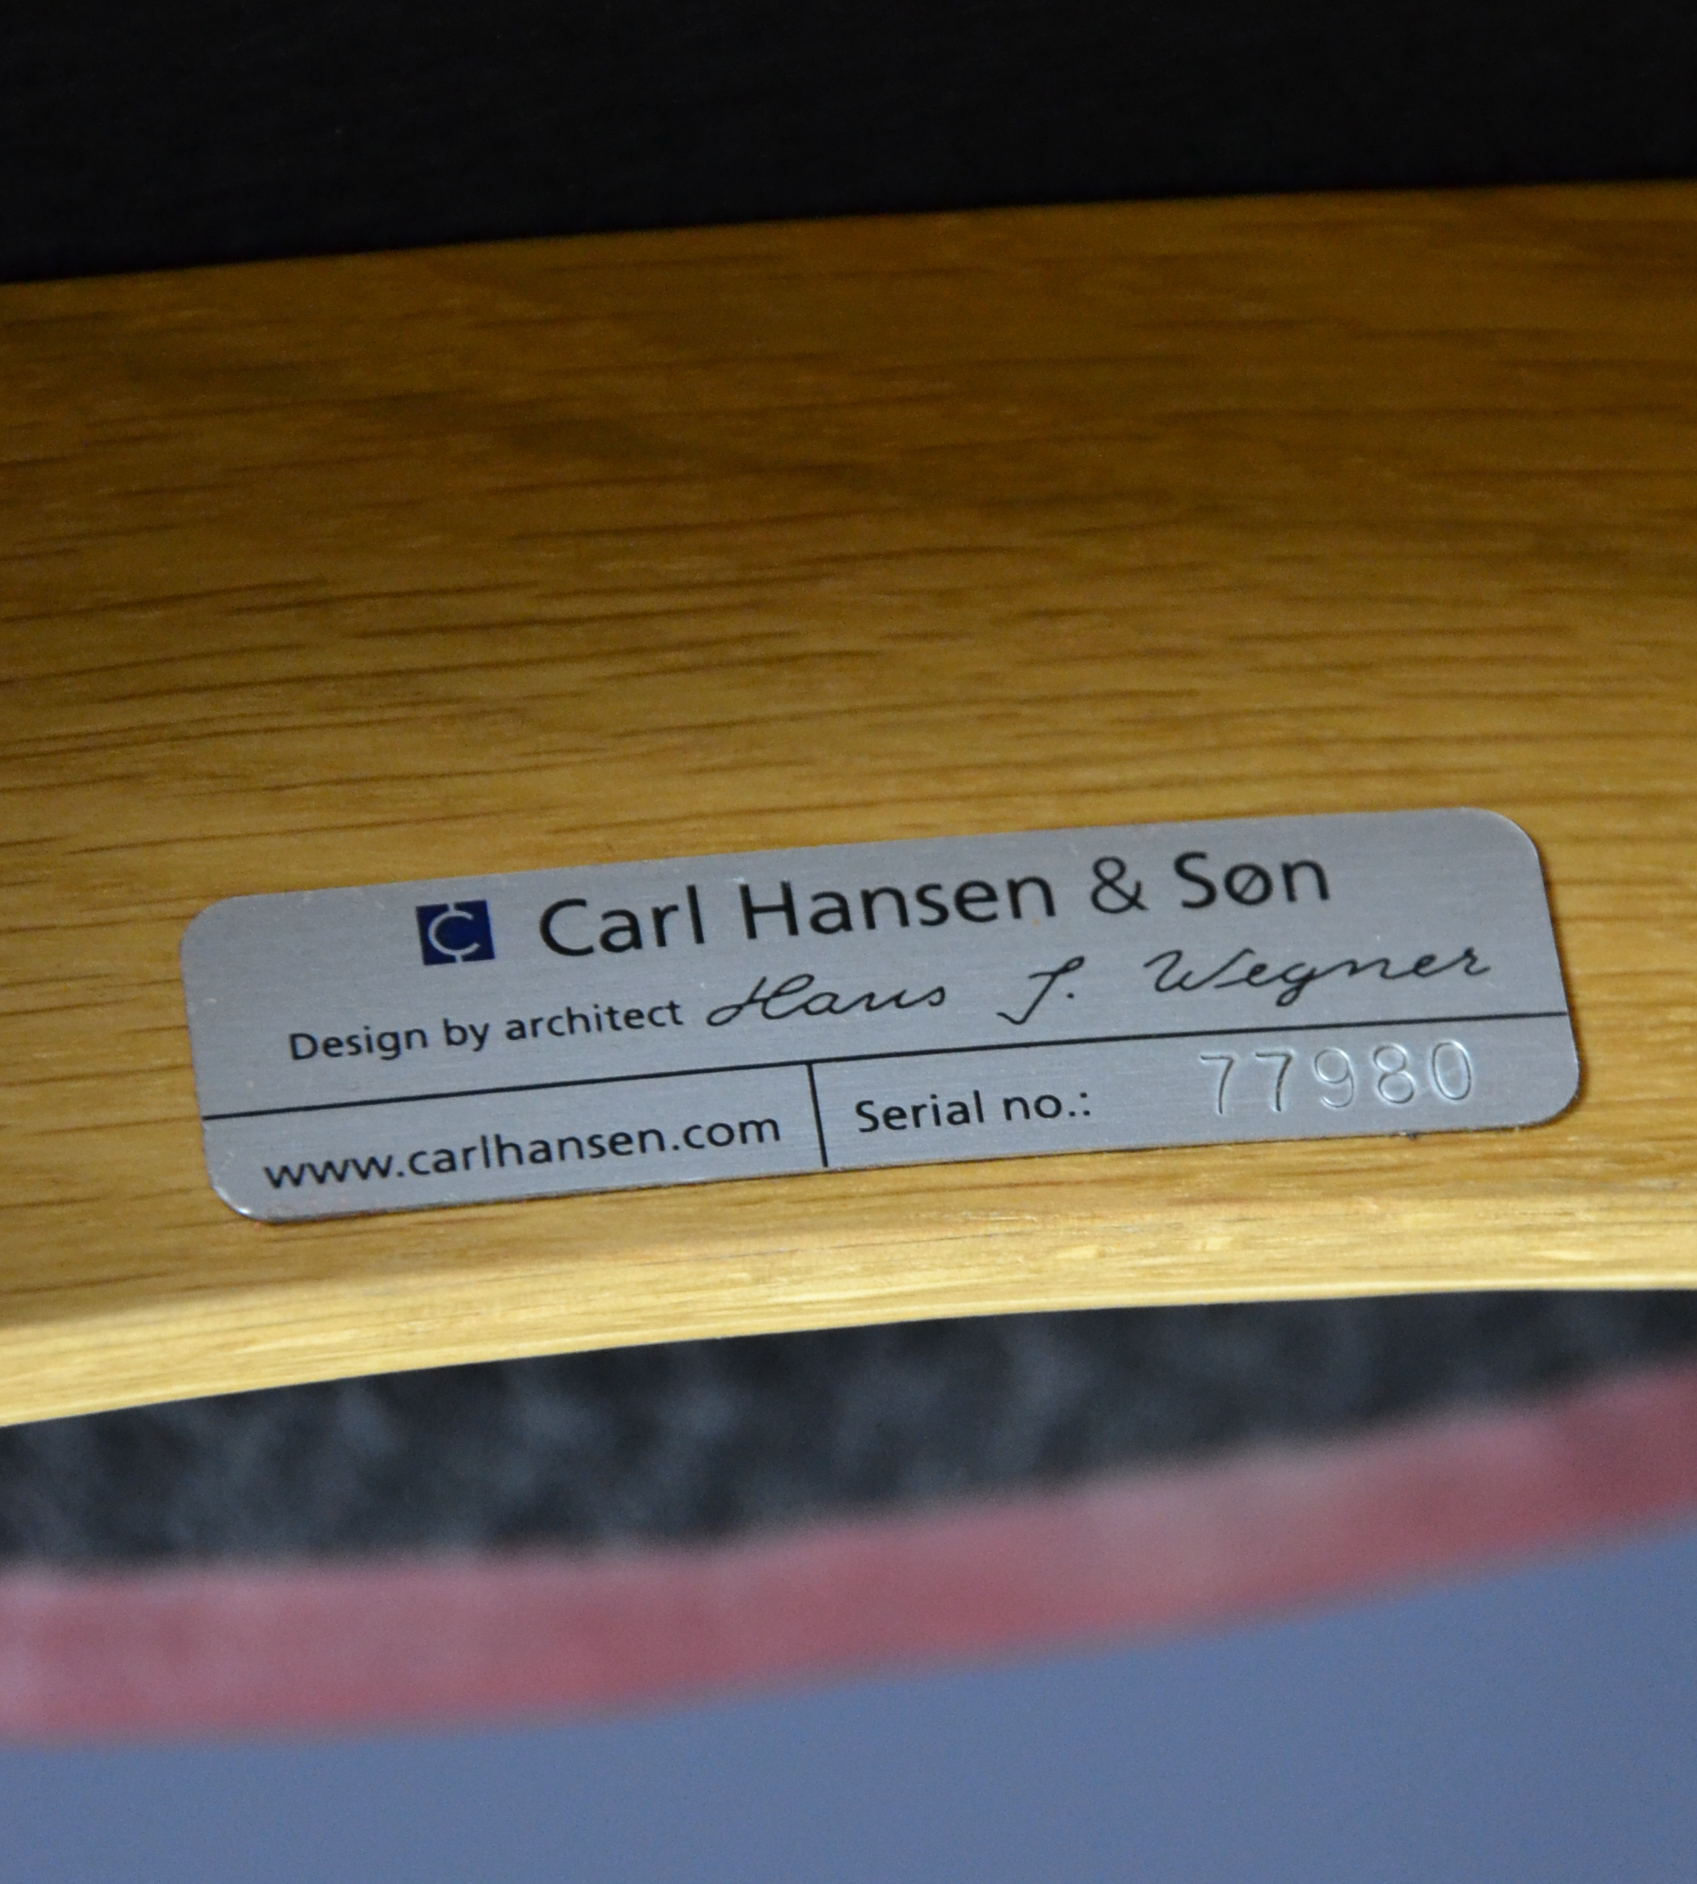 Carl Hansen & Søn
Design by architect Hans J. Wegner
www.carlhansen.com
Serial no.: 77980